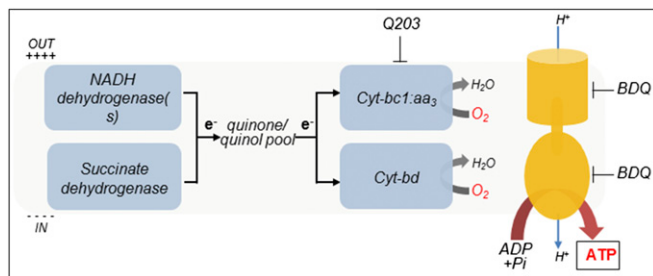 Q203
H⁺
OUT
++++
NADH
dehydrogenase(
s)
Cyt-bc1:aa₃
H₂O
O₂
BDQ
e⁻
quinone/
quinol pool
e⁻
Succinate
dehydrogenase
Cyt-bd
H₂O
O₂
BDQ
----
IN
ADP
+Pi
H⁺
ATP